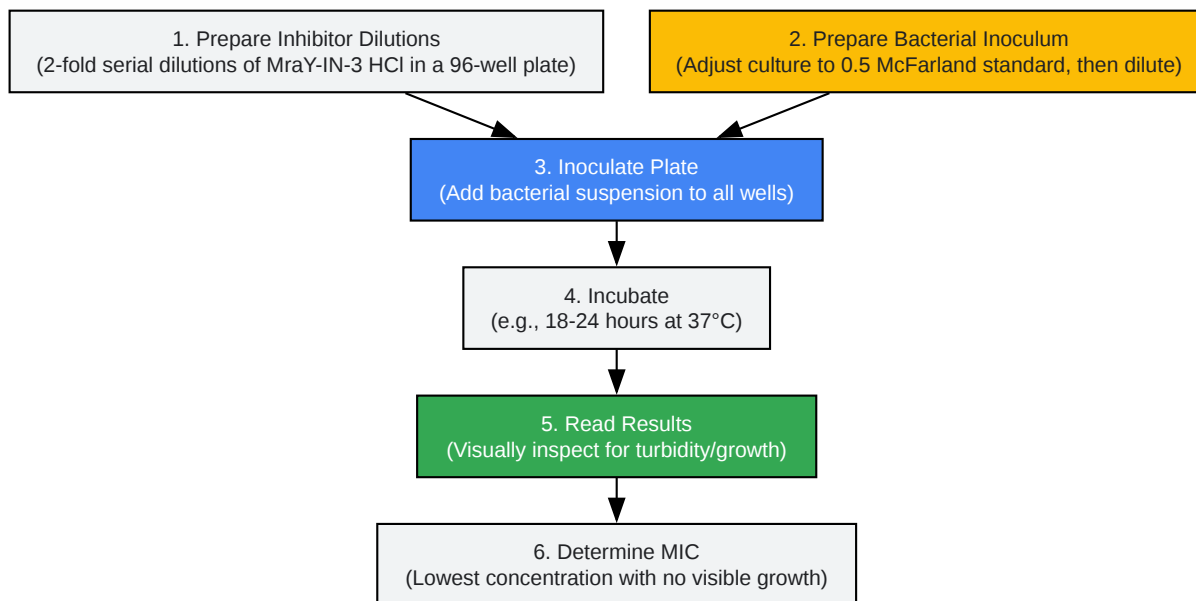 1. Prepare Inhibitor Dilutions
(2-fold serial dilutions of MraY-IN-3 HCl in a 96-well plate)
2. Prepare Bacterial Inoculum
(Adjust culture to 0.5 McFarland standard, then dilute)
3. Inoculate Plate
(Add bacterial suspension to all wells)
4. Incubate
(e.g., 18-24 hours at 37°C)
5. Read Results
(Visually inspect for turbidity/growth)
6. Determine MIC
(Lowest concentration with no visible growth)